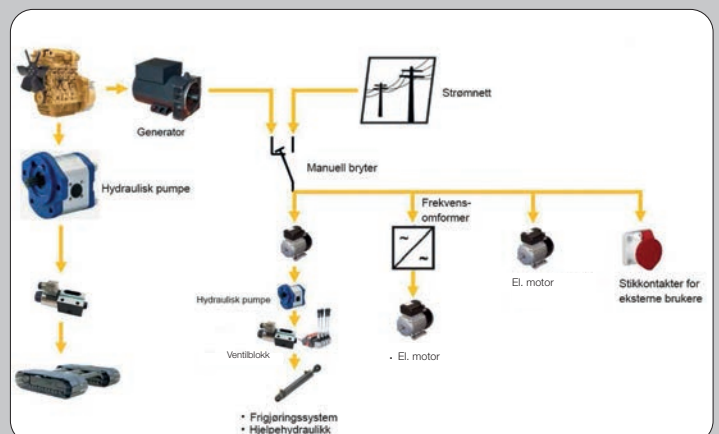 Generator
Strømnett
Manuell bryter
Hydraulisk pumpe
Frekvens-
omformer
El. motor
Stikkontakter for
eksterne brukere
Hydraulisk pumpe
Ventilblokk
. El. motor
• Frigjøringssystem
• Hjelpehydraulikk